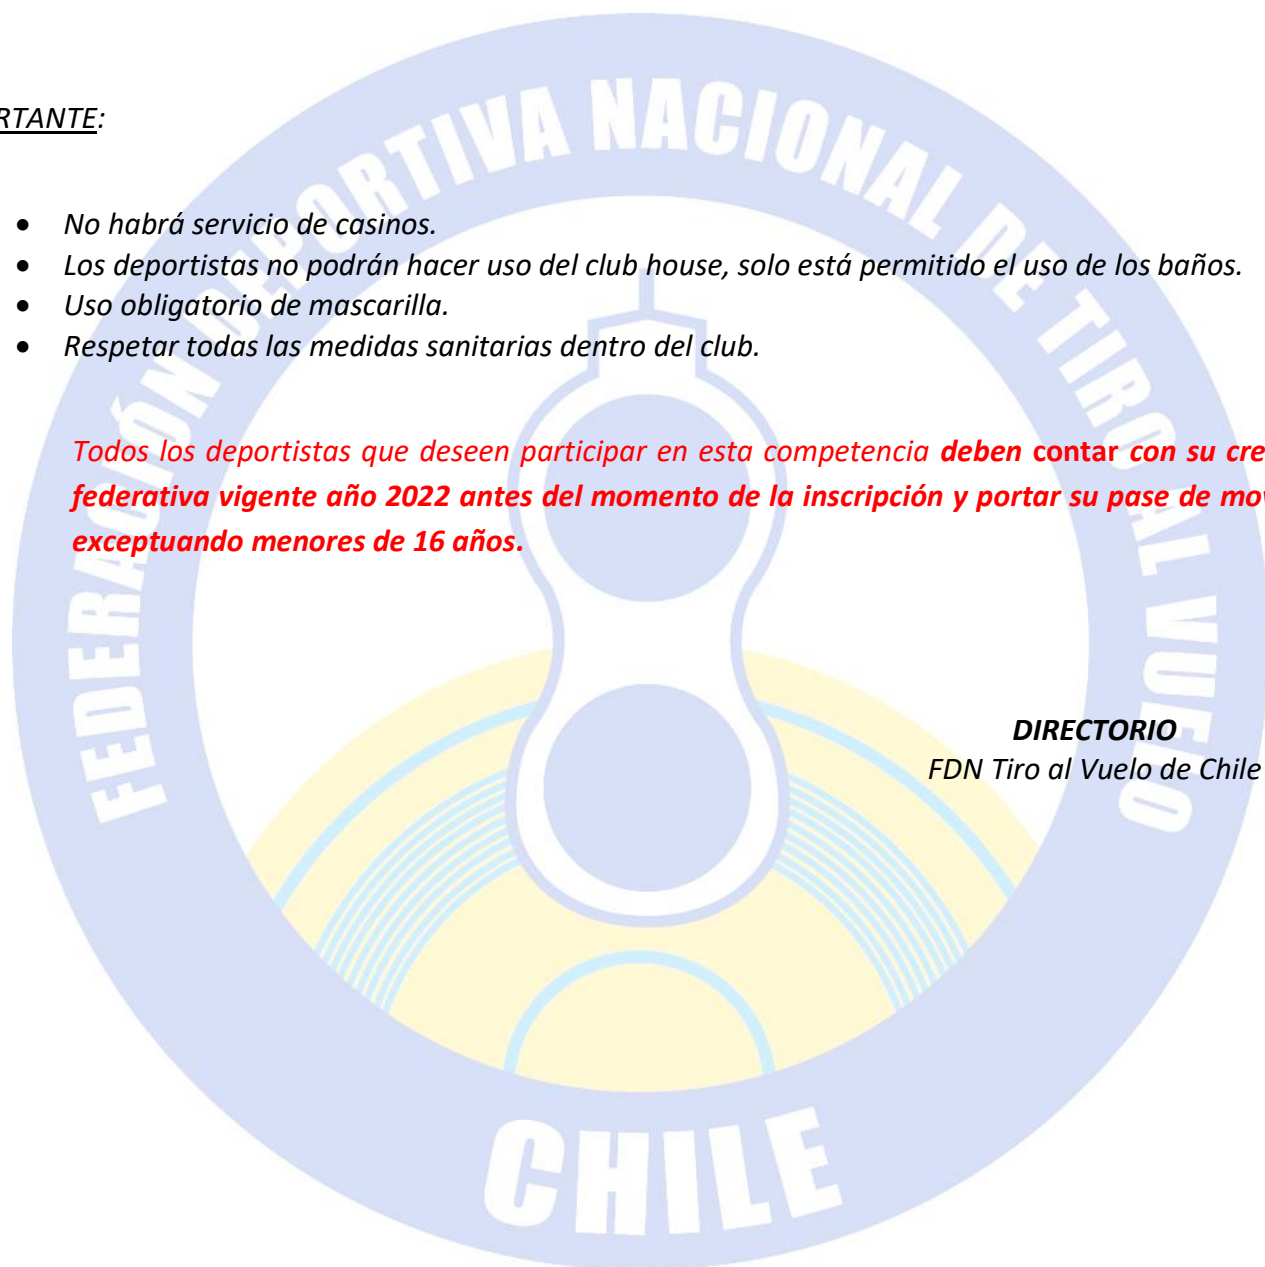 RTANTE:
• No habrá servicio de casinos.
• Los deportistas no podrán hacer uso del club house, solo está permitido el uso de los baños.
• Uso obligatorio de mascarilla.
• Respetar todas las medidas sanitarias dentro del club.
Todos los deportistas que deseen participar en esta competencia deben contar con su cre
federativa vigente año 2022 antes del momento de la inscripción y portar su pase de mov
exceptuando menores de 16 años.
DIRECTORIO
FDN Tiro al Vuelo de Chile
FEDERACIÓN DEPORTIVA NACIONAL DE TIRO AL VUELO
CHILE